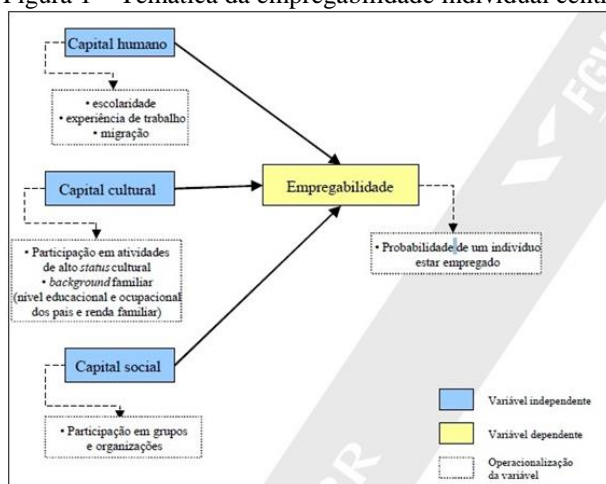 Figura 1 – Temática da empregabilidade individual
Capital humano
• escolaridade
• experiência de trabalho
• migração
Capital cultural
Empregabilidade
• Participação em atividades
de alto status cultural
• background familiar
(nível educacional e ocupacional
dos pais e renda familiar)
• Probabilidade de um indivíduo
estar empregado
Capital social
• Participação em grupos
e organizações
Variável independente
Variável dependente
Operacionalização
da variável
BR